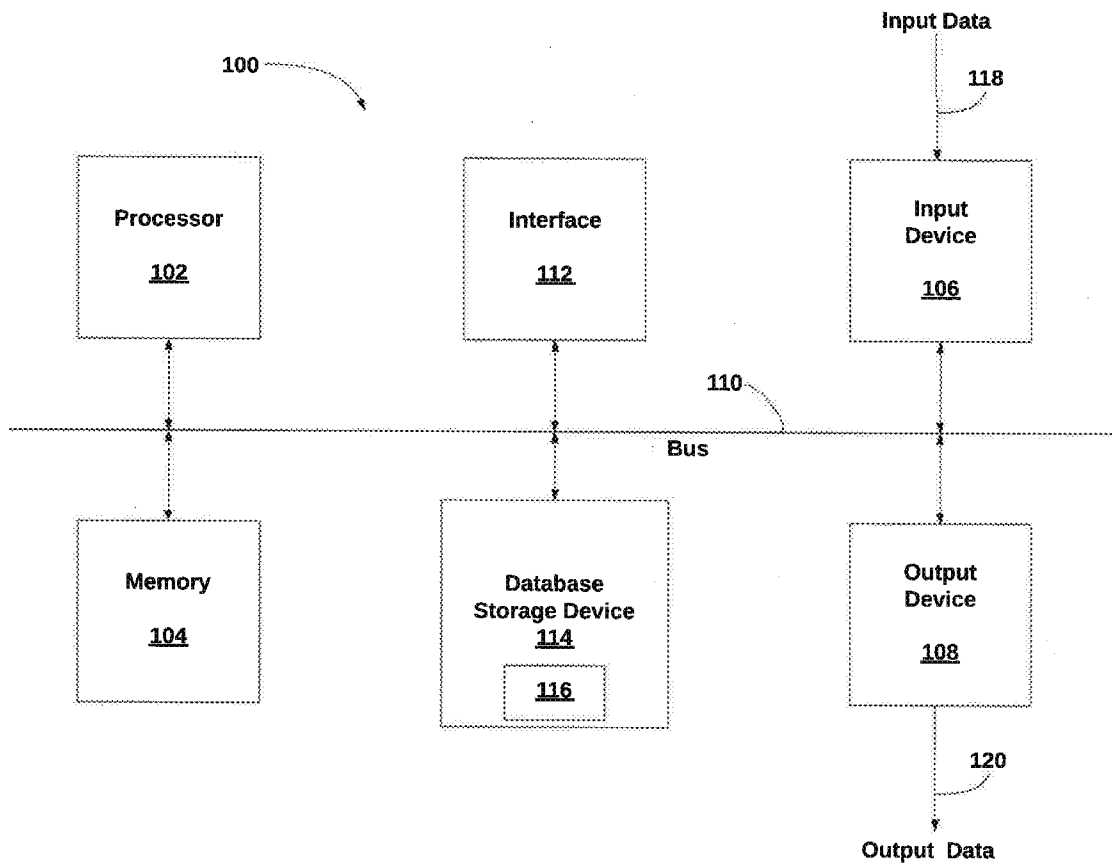 Input Data
100
118
Processor
102
Interface
112
Input
Device
106
110
Bus
Memory
104
Database
Storage Device
114
116
Output
Device
108
120
Output Data